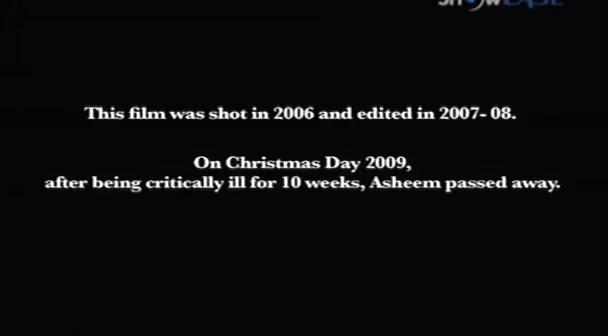 SHOWCASE
This film was shot in 2006 and edited in 2007- 08.
On Christmas Day 2009,
after being critically ill for 10 weeks, Asheem passed away.